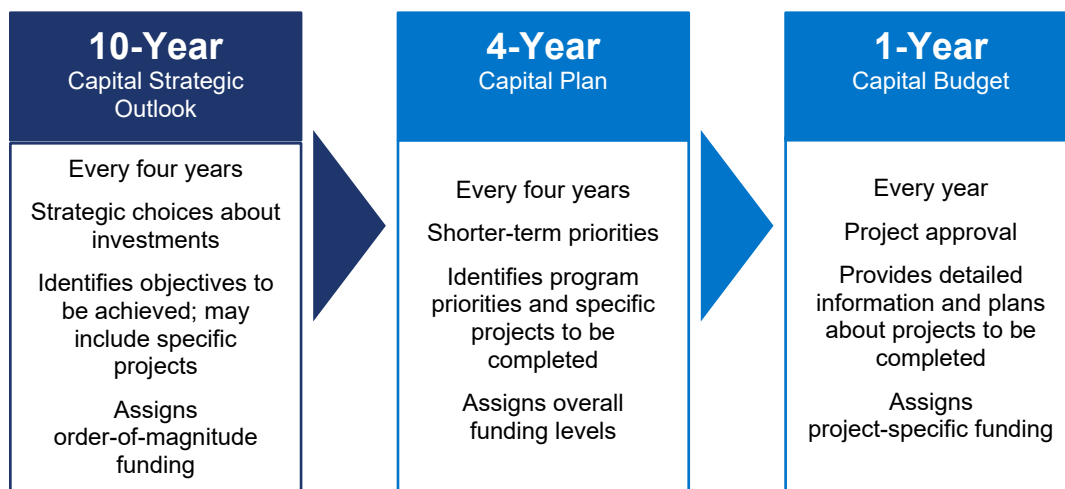 10-Year
Capital Strategic
Outlook
Every four years
Strategic choices about
investments
Identifies objectives to
be achieved; may
include specific
projects
Assigns
order-of-magnitude
funding
4-Year
Capital Plan
Every four years
Shorter-term priorities
Identifies program
priorities and specific
projects to be
completed
Assigns overall
funding levels
1-Year
Capital Budget
Every year
Project approval
Provides detailed
information and plans
about projects to be
completed
Assigns
project-specific funding